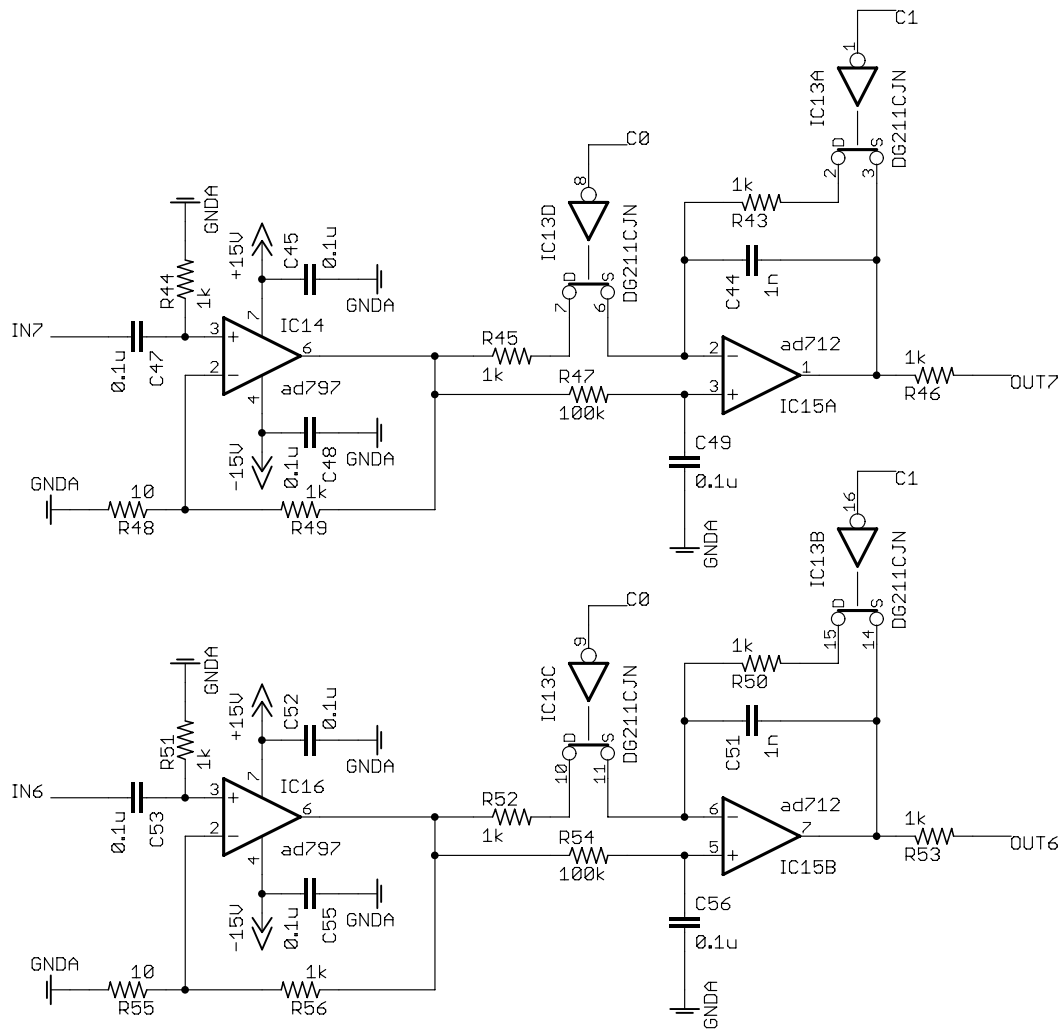 C1
1
IC13A
DG211CJN
D
S
2
3
C0
8
IC13D
DG211CJN
D
S
7
6
1k
R43
C44
1n
GNDA
R44
1k
+15V
C45
0.1u
GNDA
7
IN7
0.1u
C47
3
+
2
-
IC14
6
ad797
4
-15V
0.1u
C48
GNDA
R45
1k
R47
100k
2
-
3
+
ad712
1
IC15A
1k
R46
OUT7
C49
0.1u
GNDA
GNDA
10
R48
1k
R49
C1
16
IC13B
DG211CJN
D
S
15
14
C0
9
IC13C
DG211CJN
D
S
10
11
1k
R50
C51
1n
GNDA
R51
1k
+15V
C52
0.1u
GNDA
7
IN6
0.1u
C53
3
+
2
-
IC16
6
ad797
4
-15V
0.1u
C55
GNDA
R52
1k
R54
100k
6
-
5
+
ad712
7
IC15B
1k
R53
OUT6
C56
0.1u
GNDA
GNDA
10
R55
1k
R56